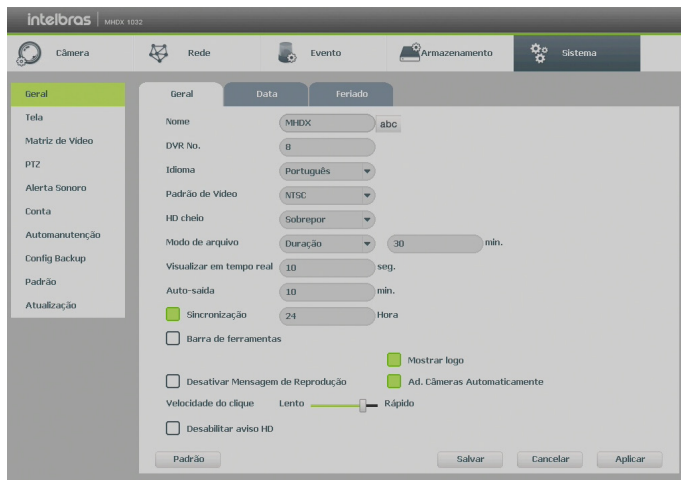 intelbras MHDX 1032
Câmera Rede Evento Armazenamento Sistema
Geral
Tela
Matriz de Vídeo
PTZ
Alerta Sonoro
Conta
Automanutenção
Config Backup
Padrão
Atualização
Geral Data Feriado
Nome MHDX abc
DVR No. 8
Idioma Português
Padrão de Vídeo NTSC
HD cheio Sobrepor
Modo de arquivo Duração 30 min.
Visualizar em tempo real 10 seg.
Auto-saída 10 min.
Sincronização 24 Hora
Barra de ferramentas
Mostrar logo
Desativar Mensagem de Reprodução Ad. Câmeras Automaticamente
Velocidade do clique Lento Rápido
Desabilitar aviso HD
Padrão Salvar Cancelar Aplicar